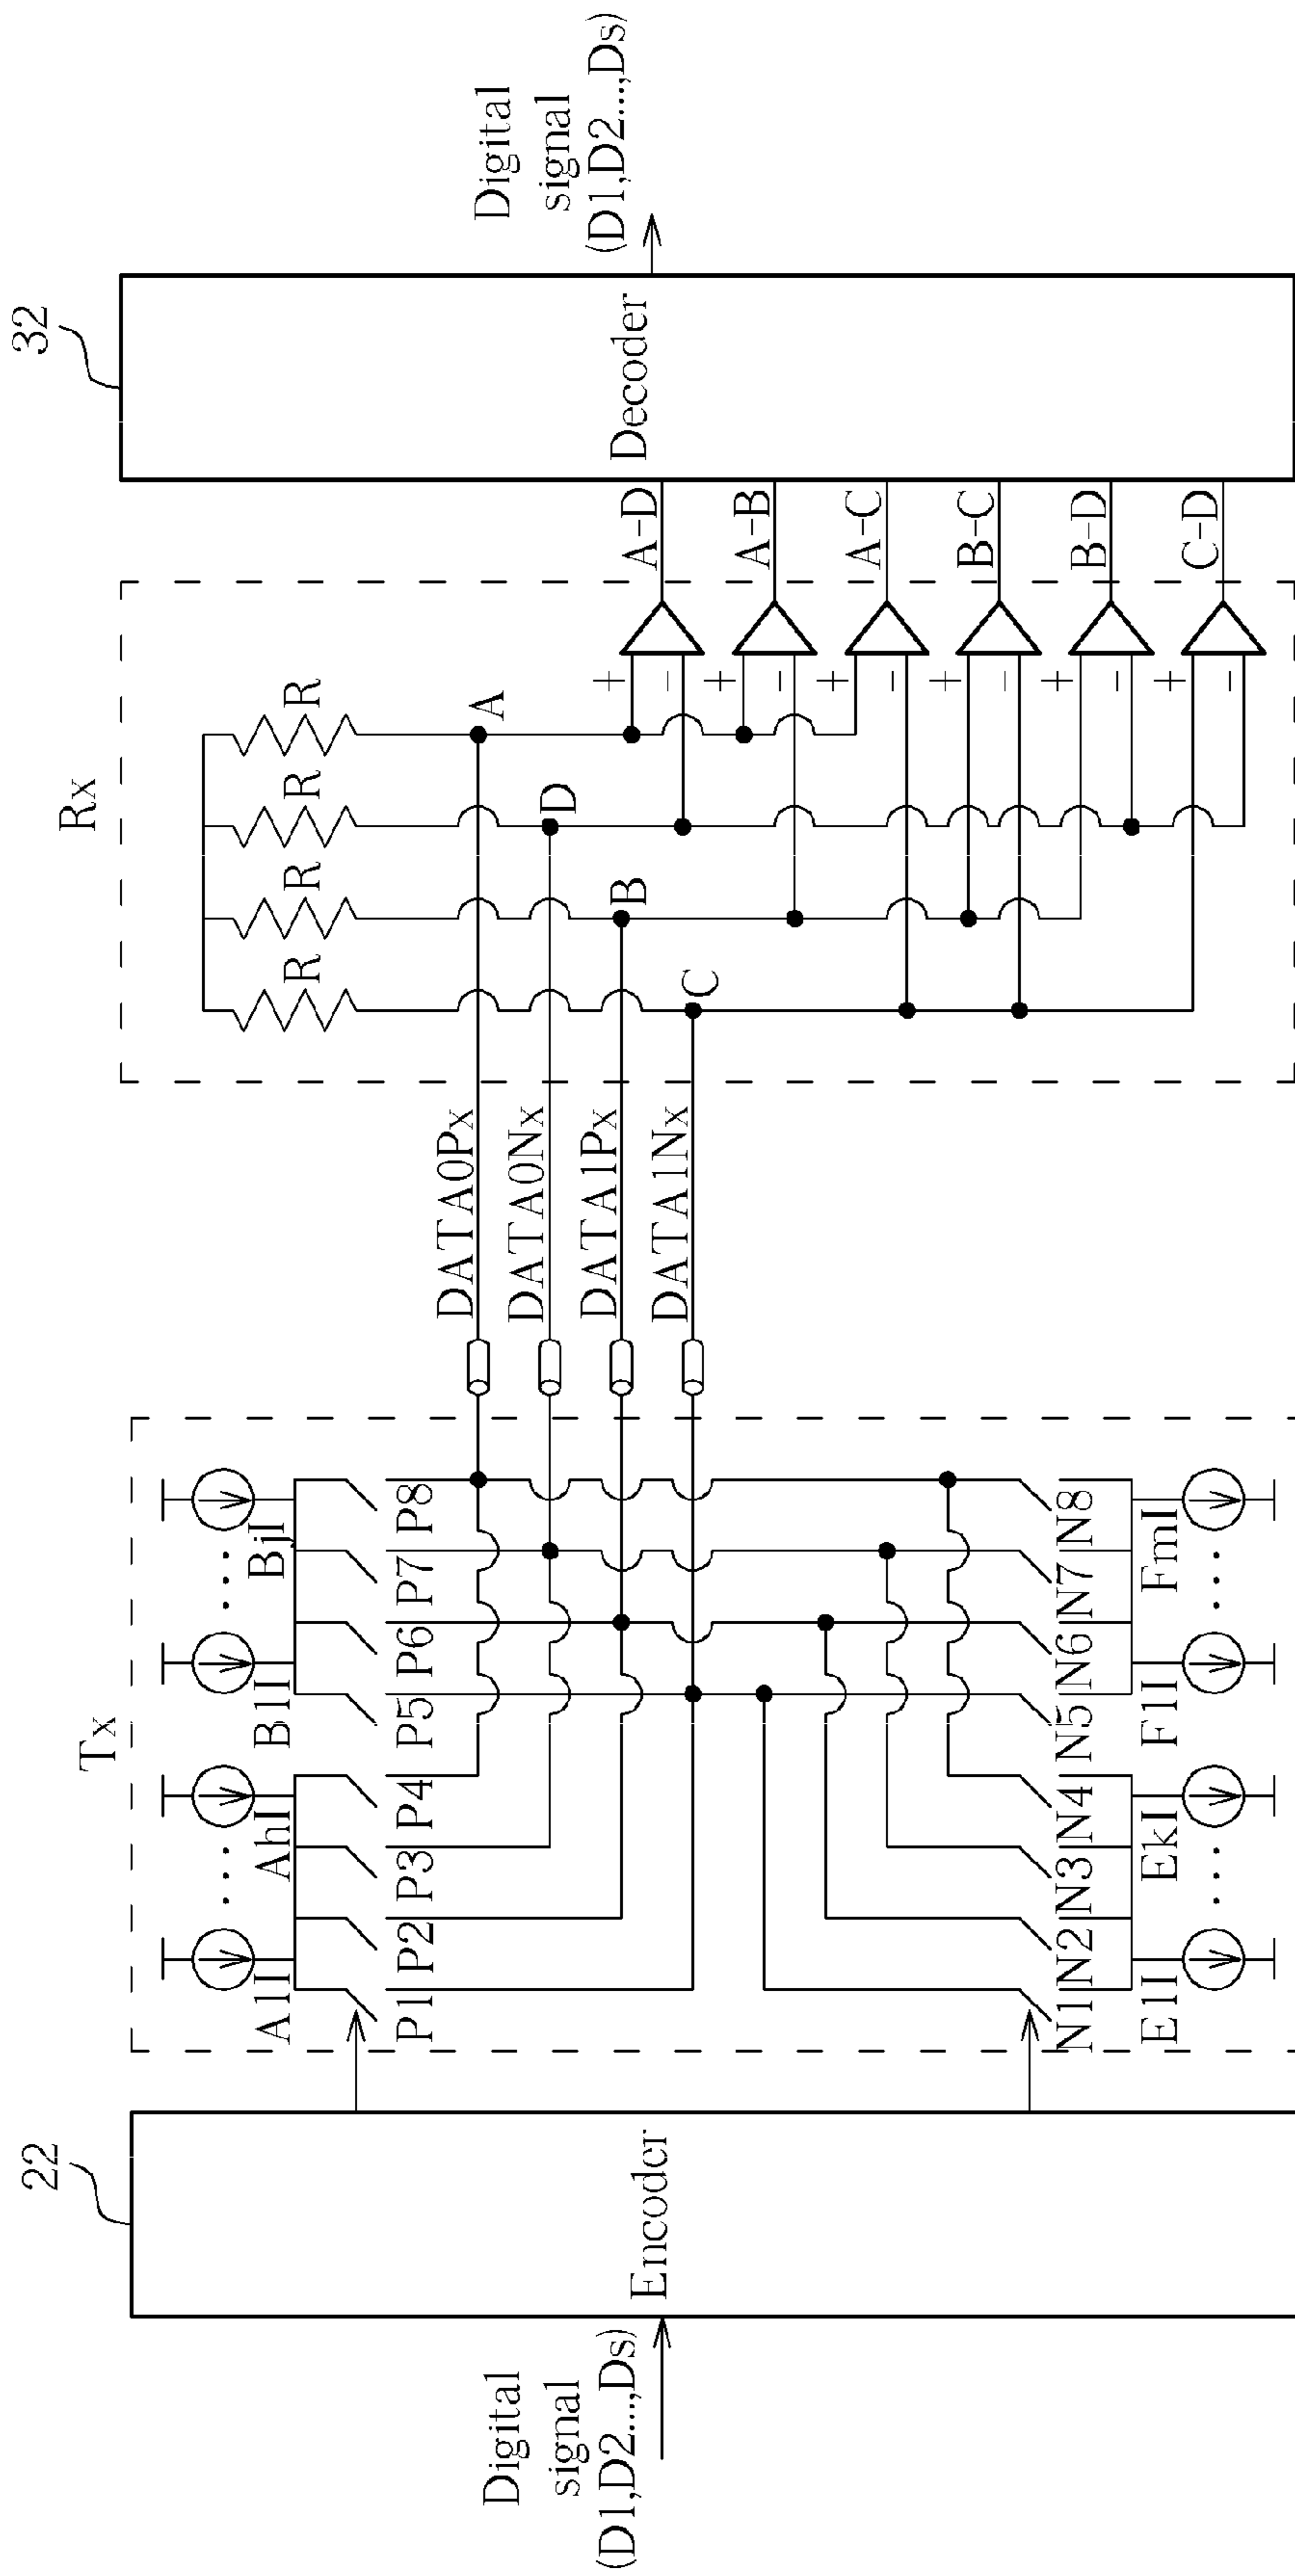 22
Digital
signal
(D1,D2...,Ds)
Encoder
Tx
A1I
...
AhI
B1I
...
BjI
P1
P2
P3
P4
P5
P6
P7
P8
N1
N2
N3
N4
N5
N6
N7
N8
E1I
...
EkI
F1I
...
FmI
DATA0Px
DATA0Nx
DATA1Px
DATA1Nx
Rx
R
R
R
R
A
D
B
C
+
-
+
-
+
-
+
-
+
-
+
-
A-D
A-B
A-C
B-C
B-D
C-D
32
Decoder
Digital
signal
(D1,D2...,Ds)